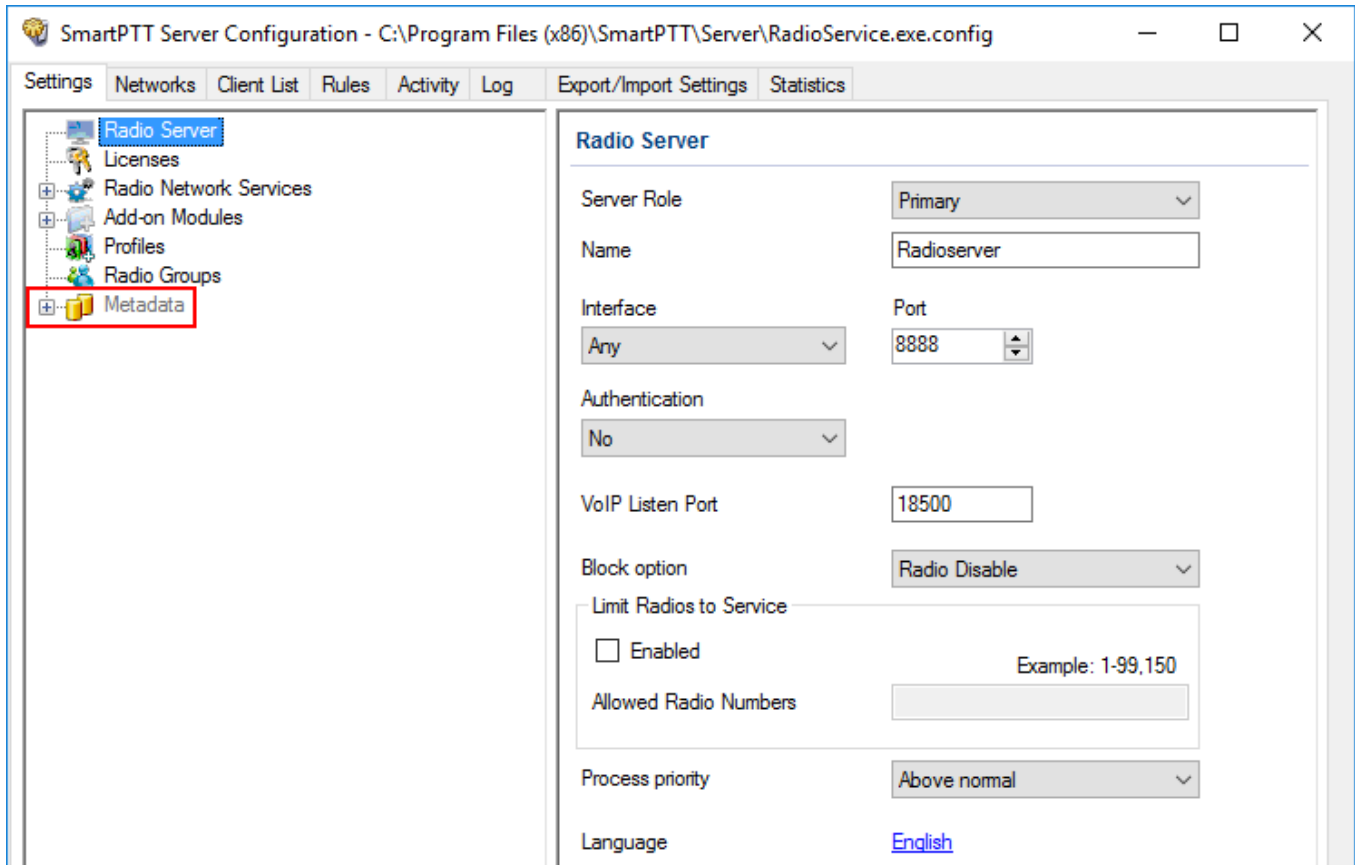 SmartPTT Server Configuration - C:\Program Files (x86)\SmartPTT\Server\RadioService.exe.config
Settings Networks Client List Rules Activity Log Export/Import Settings Statistics
Radio Server
Licenses
Radio Network Services
Add-on Modules
Profiles
Radio Groups
Metadata
Radio Server
Server Role Primary
Name Radioserver
Interface Port
Any 8888
Authentication
No
VoIP Listen Port 18500
Block option Radio Disable
Limit Radios to Service
Enabled
Example: 1-99,150
Allowed Radio Numbers
Process priority Above normal
Language English